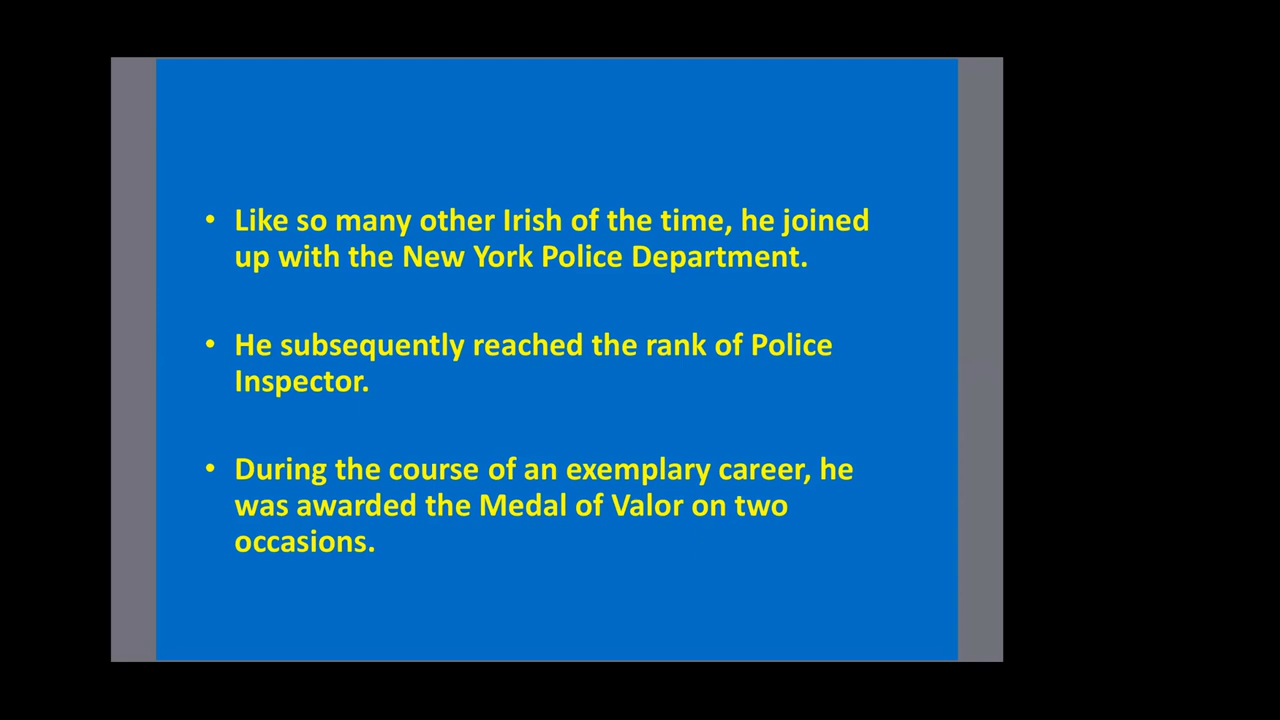 • Like so many other Irish of the time, he joined
up with the New York Police Department.
• He subsequently reached the rank of Police
Inspector.
• During the course of an exemplary career, he
was awarded the Medal of Valor on two
occasions.